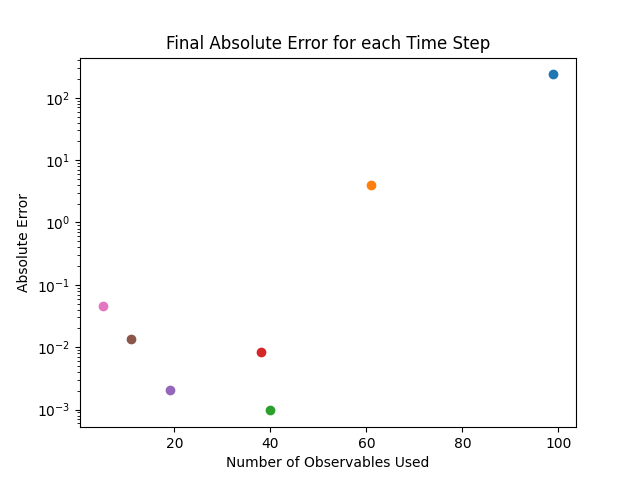 Final Absolute Error for each Time Step
Absolute Error
10²
10¹
10⁰
10⁻¹
10⁻²
10⁻³
20 40 60 80 100
Number of Observables Used